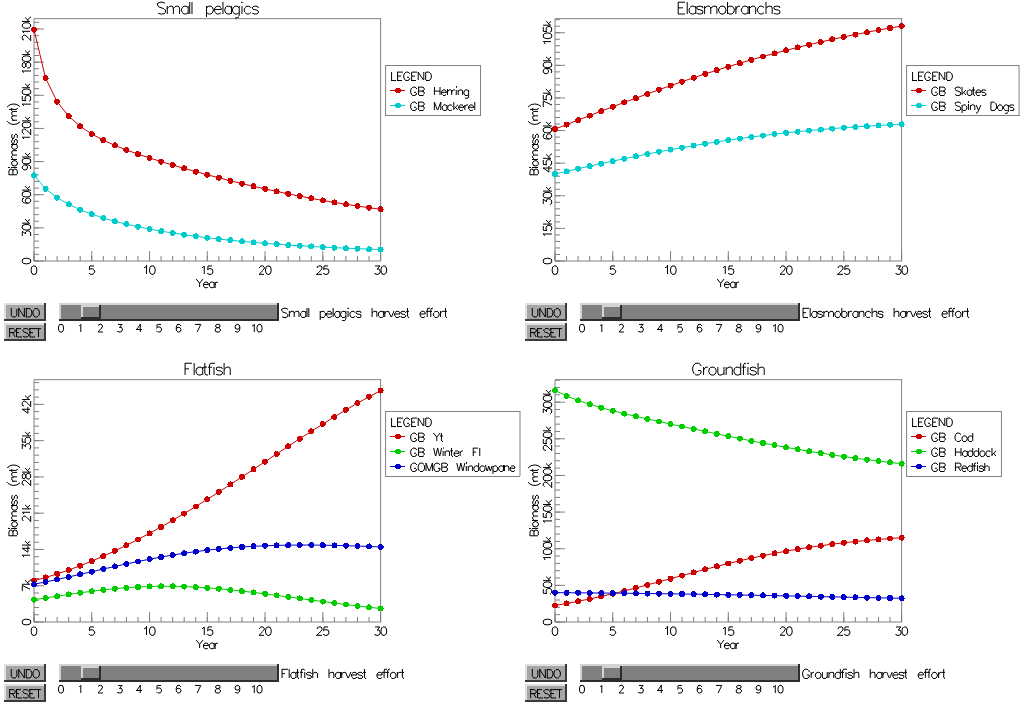 Small pelagics
Biomass (mt)
210k
180k
150k
120k
90k
60k
30k
0
0 5 10 15 20 25 30
Year
LEGEND
GB Herring
GB Mackerel
UNDO
RESET
0 1 2 3 4 5 6 7 8 9 10
Small pelagics harvest effort
Elasmobranchs
Biomass (mt)
105k
90k
75k
60k
45k
30k
15k
0
0 5 10 15 20 25 30
Year
LEGEND
GB Skates
GB Spiny Dogs
UNDO
RESET
0 1 2 3 4 5 6 7 8 9 10
Elasmobranchs harvest effort
Flatfish
Biomass (mt)
42k
35k
28k
21k
14k
7k
0
0 5 10 15 20 25 30
Year
LEGEND
GB Yt
GB Winter Fl
GOMGB Windowpane
UNDO
RESET
0 1 2 3 4 5 6 7 8 9 10
Flatfish harvest effort
Groundfish
Biomass (mt)
300k
250k
200k
150k
100k
50k
0
0 5 10 15 20 25 30
Year
LEGEND
GB Cod
GB Haddock
GB Redfish
UNDO
RESET
0 1 2 3 4 5 6 7 8 9 10
Groundfish harvest effort